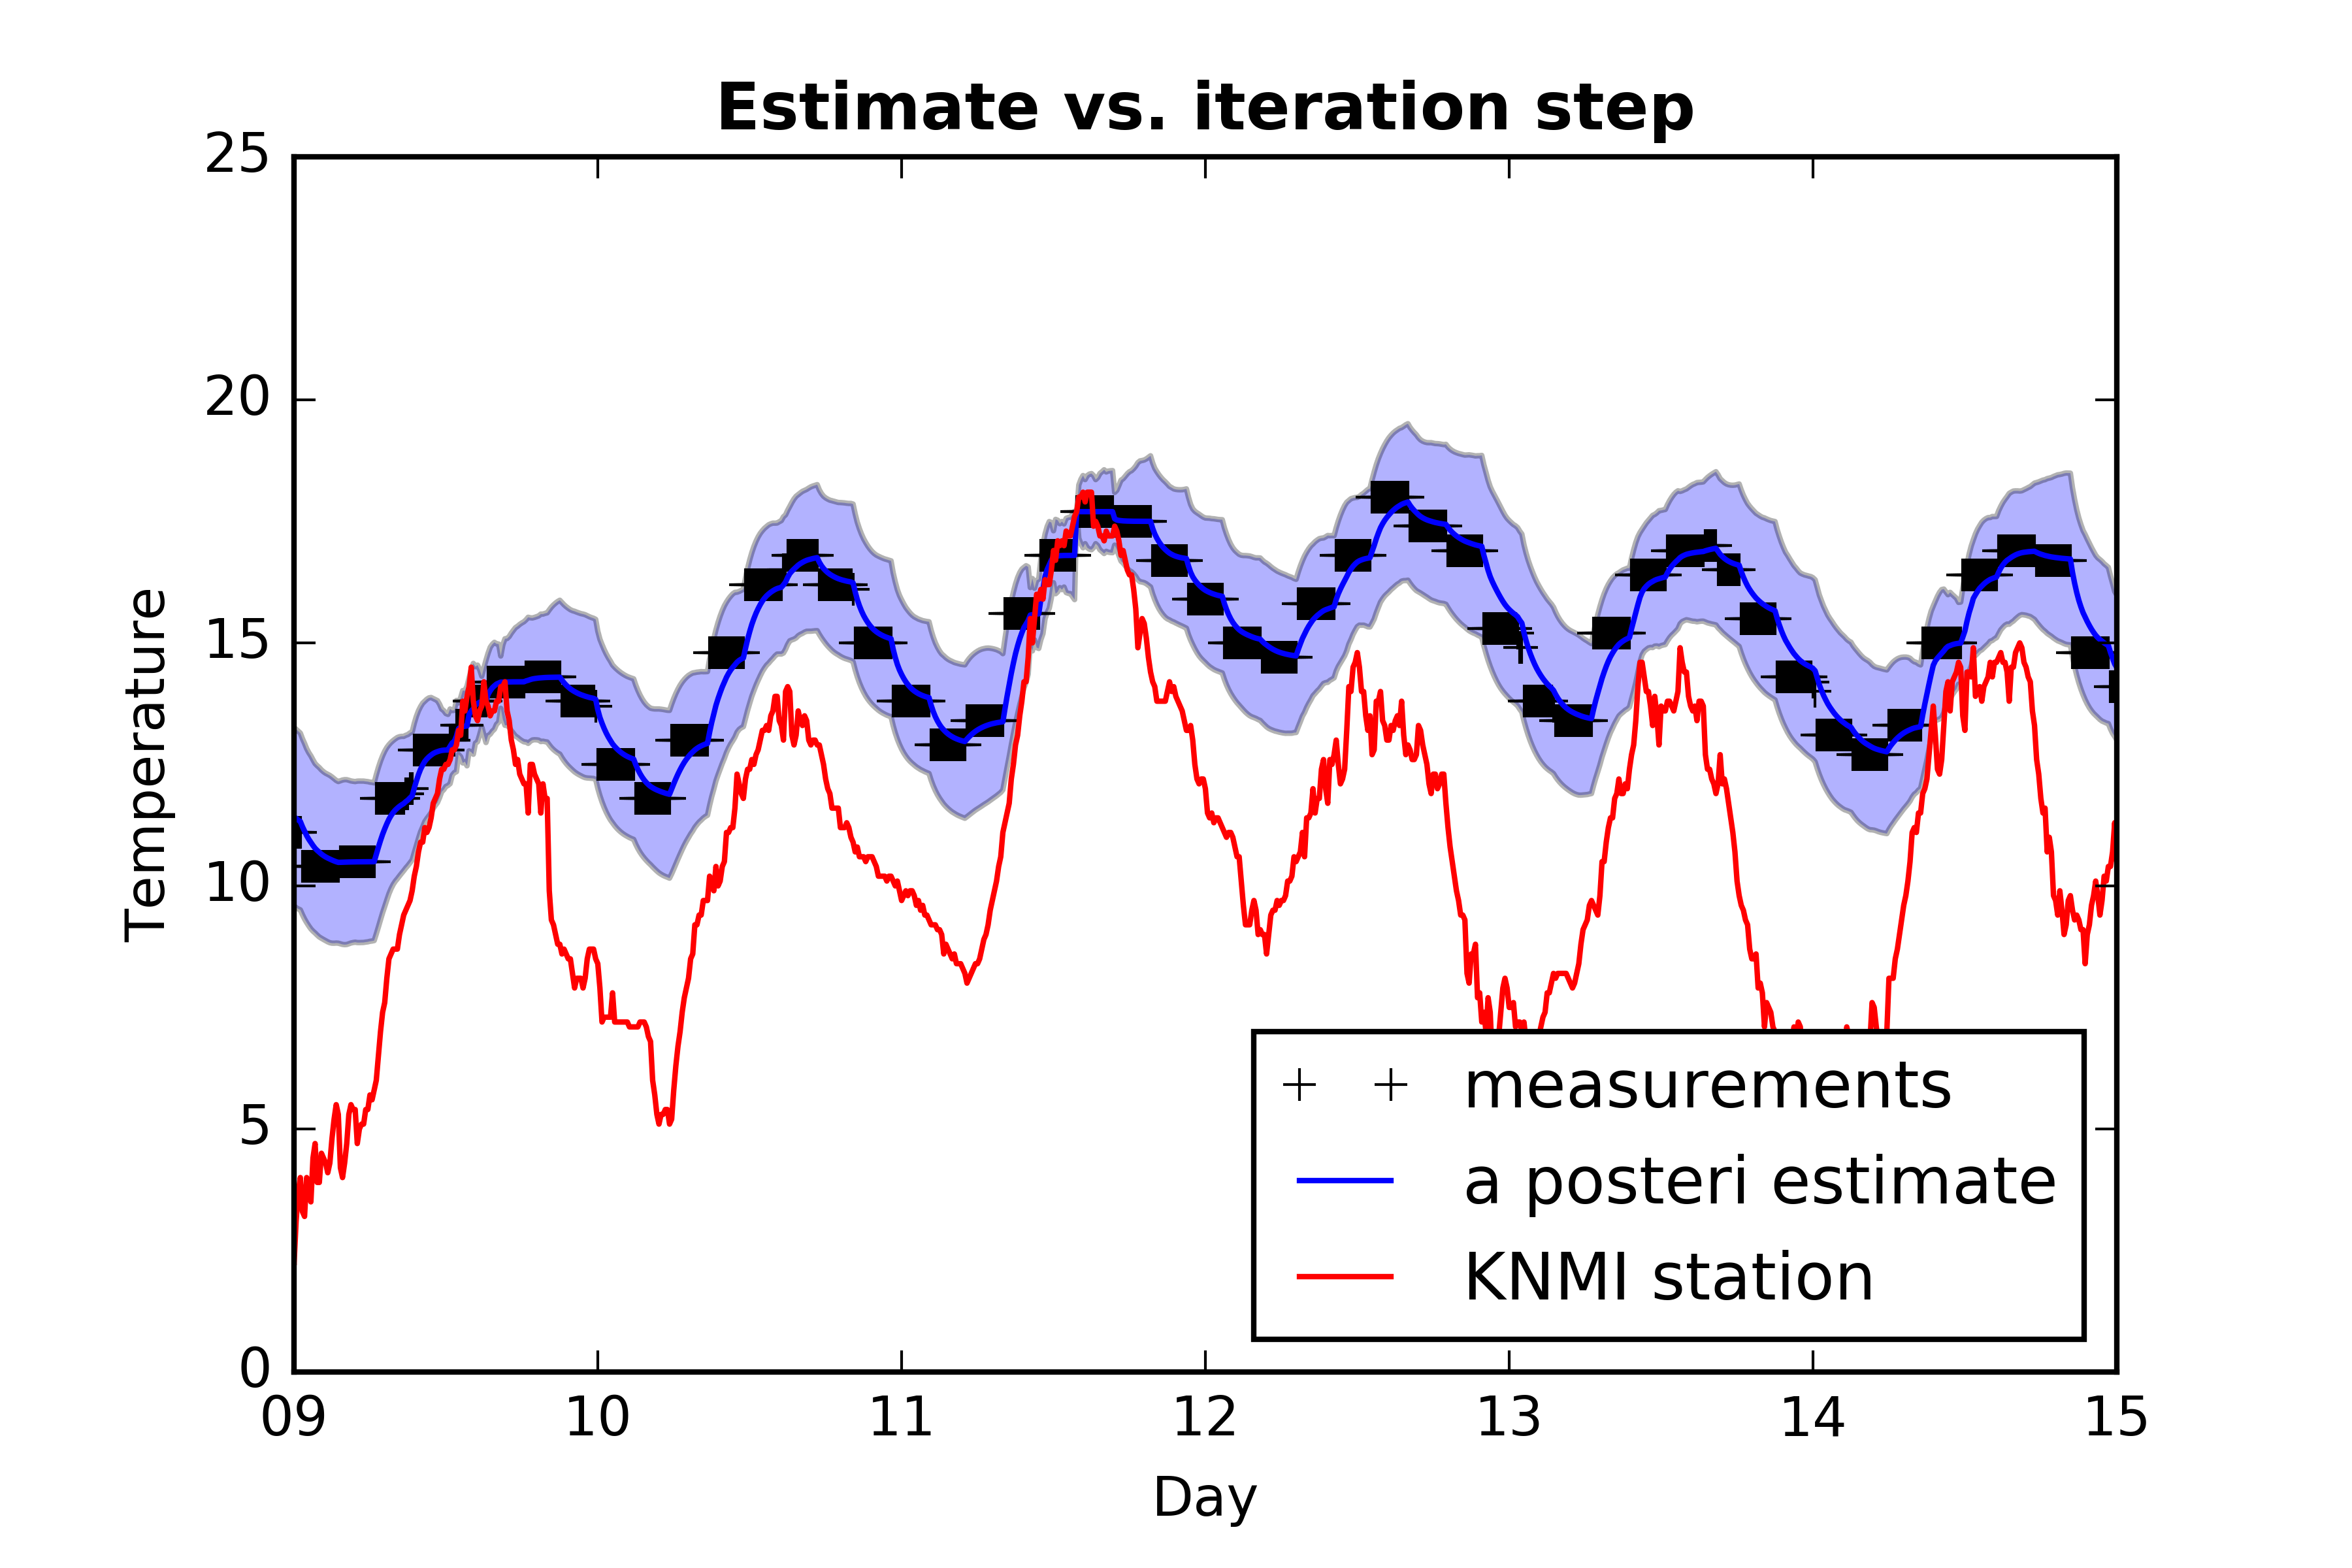 Estimate vs. iteration step
25
20
15
10
5
0
Temperature
09 10 11 12 13 14 15
Day
measurements
a posteri estimate
KNMI station